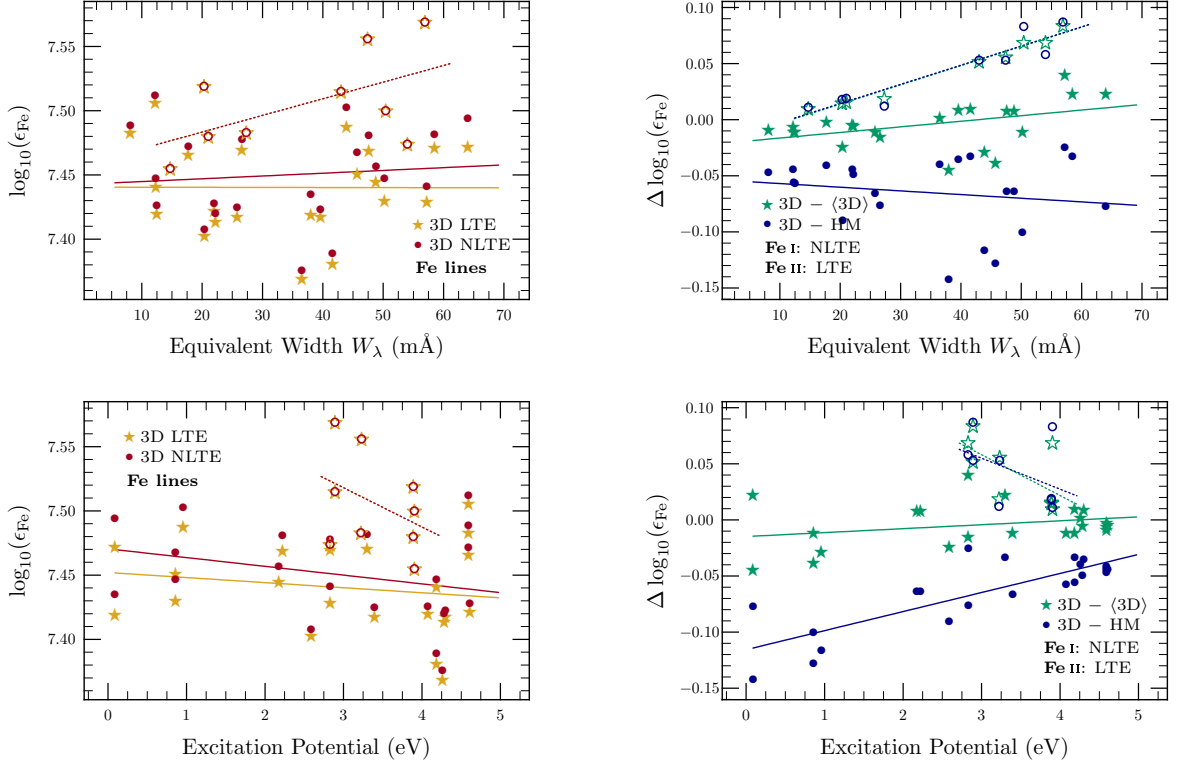 7.55
7.50
7.45
7.40
log₁₀(ϵFe)
10 20 30 40 50 60 70
Equivalent Width Wλ (mÅ)
3D LTE
3D NLTE
Fe lines
0.10
0.05
0.00
−0.05
−0.10
−0.15
Δ log₁₀(ϵFe)
10 20 30 40 50 60 70
Equivalent Width Wλ (mÅ)
3D − ⟨3D⟩
3D − HM
Fe I: NLTE
Fe II: LTE
7.55
7.50
7.45
7.40
log₁₀(ϵFe)
0 1 2 3 4 5
Excitation Potential (eV)
3D LTE
3D NLTE
Fe lines
0.10
0.05
0.00
−0.05
−0.10
−0.15
Δ log₁₀(ϵFe)
0 1 2 3 4 5
Excitation Potential (eV)
3D − ⟨3D⟩
3D − HM
Fe I: NLTE
Fe II: LTE